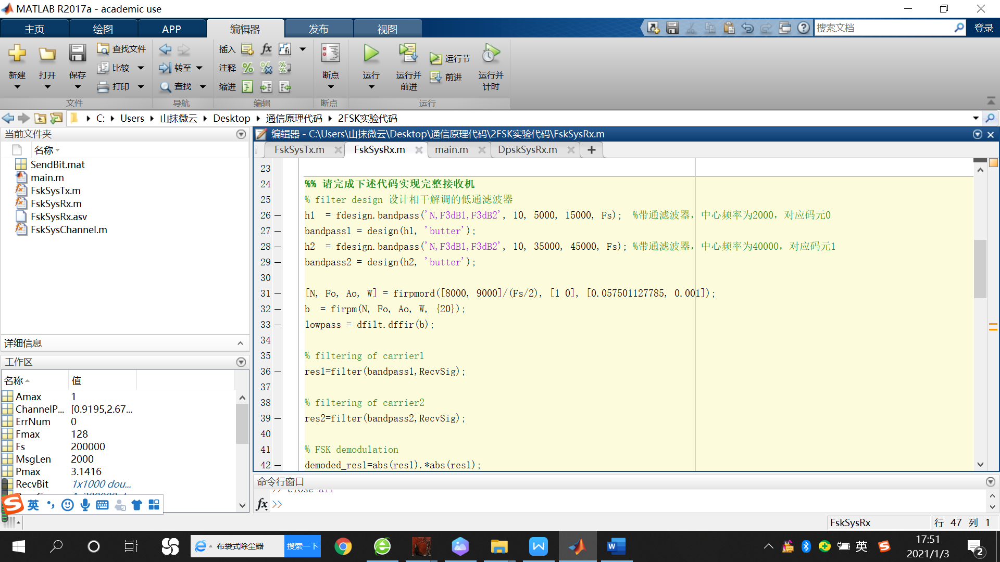 MATLAB R2017a - academic use
主页 绘图 APP 编辑器 发布 视图 搜索文档 登录
新建 打开 保存 查找文件 比较 打印 转至 查找 插入 注释 缩进 断点 运行 运行并前进 运行节 前进 运行并计时
文件 导航 编辑 断点 运行
C: Users 山抹微云 Desktop 通信原理代码 2FSK实验代码
当前文件夹
名称
SendBit.mat
main.m
FskSysTx.m
FskSysRx.m
FskSysRx.asv
FskSysChannel.m
详细信息
工作区
名称 值
Amax 1
ChannelP... [0.9195,2.67...
ErrNum 0
Fmax 128
Fs 200000
MsgLen 2000
Pmax 3.1416
RecvBit 1x1000 dou...
编辑器 - C:\Users\山抹微云\Desktop\通信原理代码\2FSK实验代码\FskSysRx.m
FskSysTx.m FskSysRx.m main.m DpskSysRx.m
23
24 %% 请完成下述代码实现完整接收机
25 % filter design 设计相干解调的低通滤波器
26 h1 = fdesign.bandpass('N,F3dB1,F3dB2', 10, 5000, 15000, Fs); %带通滤波器，中心频率为2000，对应码元0
27 bandpass1 = design(h1, 'butter');
28 h2 = fdesign.bandpass('N,F3dB1,F3dB2', 10, 35000, 45000, Fs); %带通滤波器，中心频率为40000，对应码元1
29 bandpass2 = design(h2, 'butter');
30
31 [N, Fo, Ao, W] = firpmord([8000, 9000]/(Fs/2), [1 0], [0.057501127785, 0.001]);
32 b = firpm(N, Fo, Ao, W, {20});
33 lowpass = dfilt.dffir(b);
34
35 % filtering of carrier1
36 res1=filter(bandpass1,RecvSig);
37
38 % filtering of carrier2
39 res2=filter(bandpass2,RecvSig);
40
41 % FSK demodulation
42 demoded_res1=abs(res1).*abs(res1);
命令行窗口
>> close all
fx >>
英
FskSysRx 行 47 列 1
布袋式除尘器 搜索一下
英
17:51
2021/1/3
2